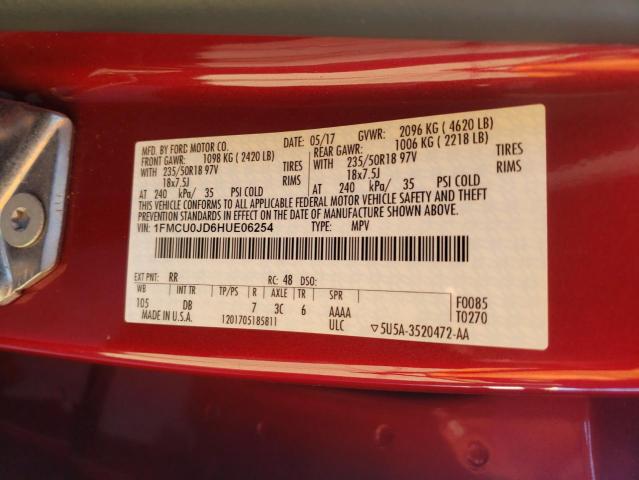 MFD. BY FORD MOTOR CO. DATE: 05/17 GVWR: 2096 KG ( 4620 LB)
FRONT GAWR: 1098 KG ( 2420 LB) REAR GAWR: 1006 KG ( 2218 LB)
WITH 235/50R18 97V TIRES WITH 235/50R18 97V TIRES
18x7.5J RIMS 18x7.5J RIMS
AT 240 kPa/ 35 PSI COLD AT 240 kPa/ 35 PSI COLD
THIS VEHICLE CONFORMS TO ALL APPLICABLE FEDERAL MOTOR VEHICLE SAFETY AND THEFT
PREVENTION STANDARDS IN EFFECT ON THE DATE OF MANUFACTURE SHOWN ABOVE.
VIN: 1FMCU0JD6HUE06254 TYPE: MPV
EXT PNT: RR RC: 48 DSO:
WB INT TR TP/PS R AXLE TR SPR F0085
105 DB 7 3C 6 AAAA T0270
MADE IN U.S.A. 1201705185811 ULC ▽5U5A-3520472-AA